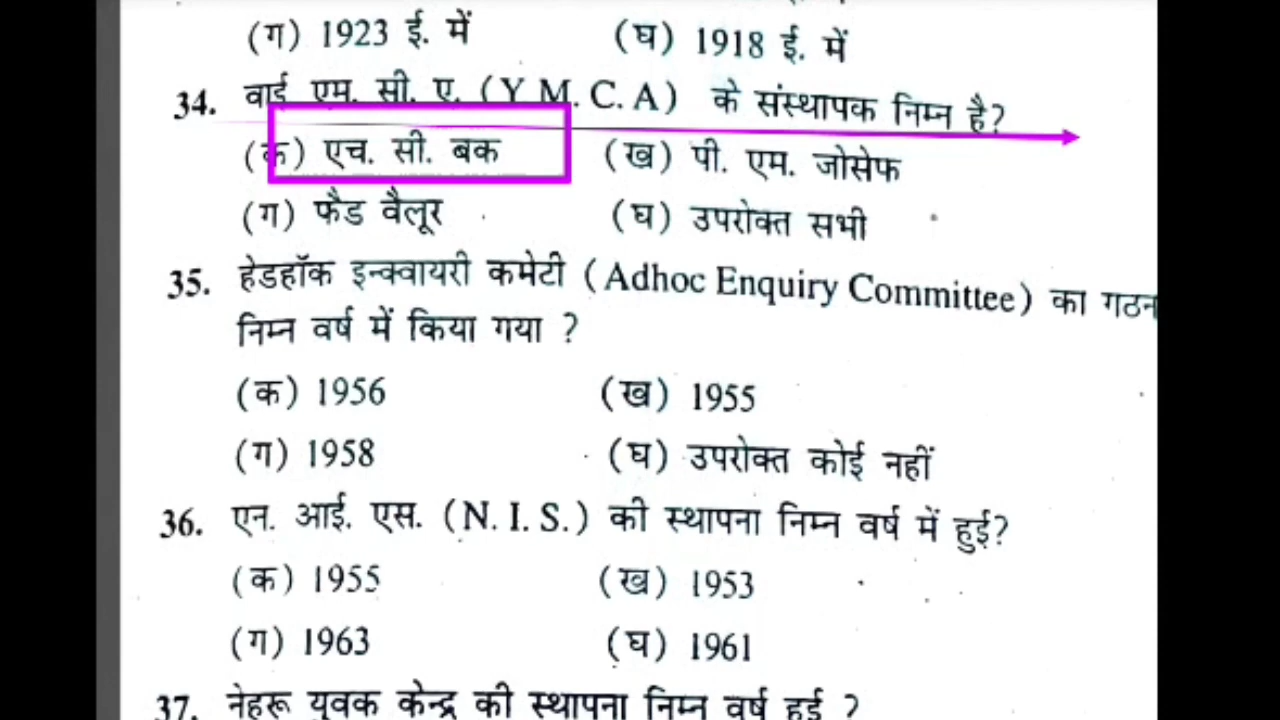 (ग) 1923 ई. में (घ) 1918 ई. में
34. वाई एम. सी. ए. (Y M. C. A) के संस्थापक निम्न है?
(क) एच. सी. बक (ख) पी. एम. जोसेफ
(ग) फैड वैलूर (घ) उपरोक्त सभी
35. हेडहॉक इन्क्वायरी कमेटी (Adhoc Enquiry Committee) का गठन
निम्न वर्ष में किया गया ?
(क) 1956 (ख) 1955
(ग) 1958 (घ) उपरोक्त कोई नहीं
36. एन. आई. एस. (N. I. S.) की स्थापना निम्न वर्ष में हुई?
(क) 1955 (ख) 1953
(ग) 1963 (घ) 1961
37. नेहरू युवक केन्द्र की स्थापना निम्न वर्ष हुई ?